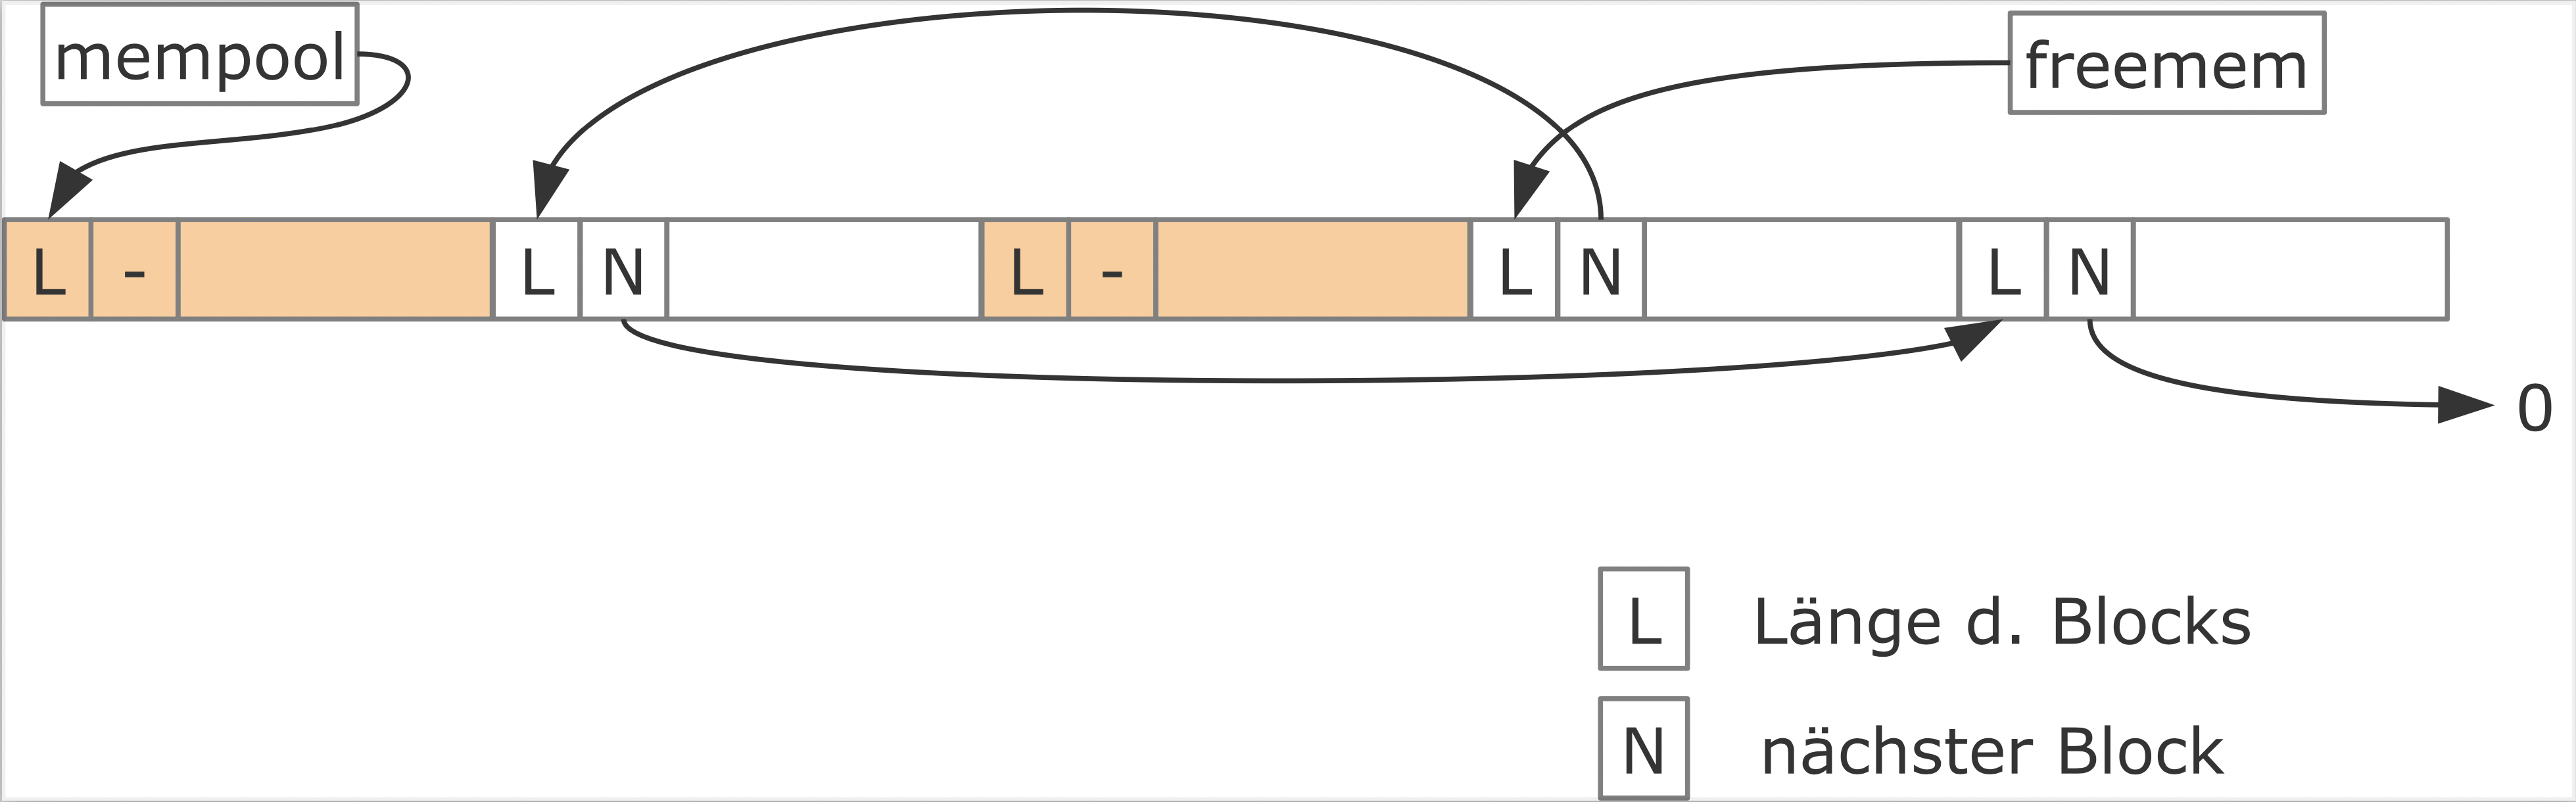 mempool
freemem
L - L N L - L N L N
0
L Länge d. Blocks
N nächster Block